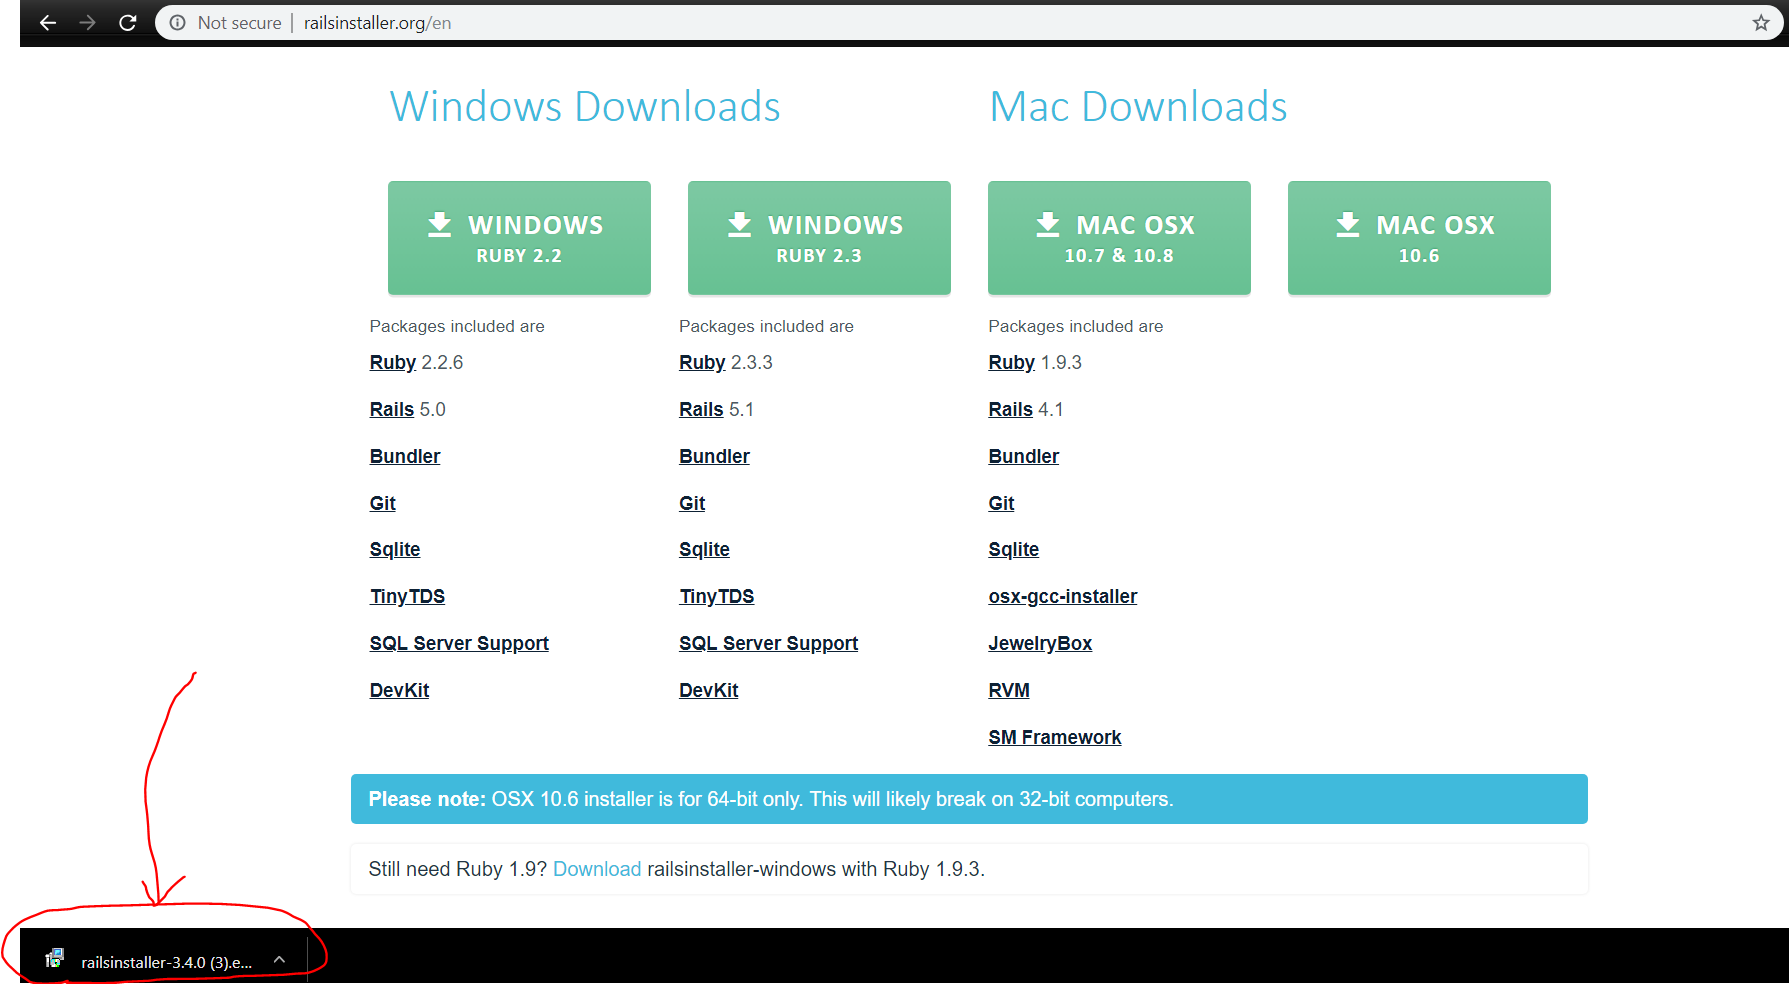 Not secure | railsinstaller.org/en
Windows Downloads
Mac Downloads
WINDOWS
RUBY 2.2
WINDOWS
RUBY 2.3
MAC OSX
10.7 & 10.8
MAC OSX
10.6
Packages included are
Ruby 2.2.6
Rails 5.0
Bundler
Git
Sqlite
TinyTDS
SQL Server Support
DevKit
Packages included are
Ruby 2.3.3
Rails 5.1
Bundler
Git
Sqlite
TinyTDS
SQL Server Support
DevKit
Packages included are
Ruby 1.9.3
Rails 4.1
Bundler
Git
Sqlite
osx-gcc-installer
JewelryBox
RVM
SM Framework
Please note: OSX 10.6 installer is for 64-bit only. This will likely break on 32-bit computers.
Still need Ruby 1.9? Download railsinstaller-windows with Ruby 1.9.3.
railsinstaller-3.4.0 (3).e...